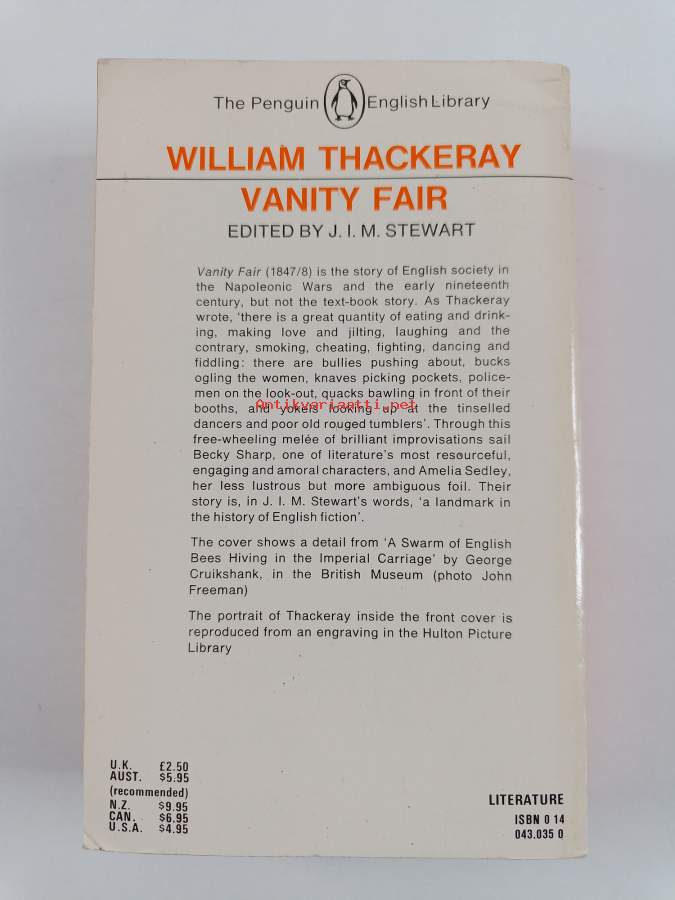 The Penguin English Library
WILLIAM THACKERAY
VANITY FAIR
EDITED BY J. I. M. STEWART
Vanity Fair (1847/8) is the story of English society in
the Napoleonic Wars and the early nineteenth
century, but not the text-book story. As Thackeray
wrote, ‘there is a great quantity of eating and drink-
ing, making love and jilting, laughing and the
contrary, smoking, cheating, fighting, dancing and
fiddling: there are bullies pushing about, bucks
ogling the women, knaves picking pockets, police-
men on the look-out, quacks bawling in front of their
booths, and yokels looking up at the tinselled
Antikvariantti.net
dancers and poor old rouged tumblers’. Through this
free-wheeling melée of brilliant improvisations sail
Becky Sharp, one of literature’s most resourceful,
engaging and amoral characters, and Amelia Sedley,
her less lustrous but more ambiguous foil. Their
story is, in J. I. M. Stewart’s words, ‘a landmark in
the history of English fiction’.
The cover shows a detail from ‘A Swarm of English
Bees Hiving in the Imperial Carriage’ by George
Cruikshank, in the British Museum (photo John
Freeman)
The portrait of Thackeray inside the front cover is
reproduced from an engraving in the Hulton Picture
Library
U.K. £2.50
AUST. $5.95
(recommended)
N.Z. $9.95
CAN. $6.95
U.S.A. $4.95
LITERATURE
ISBN 0 14
043.035 0